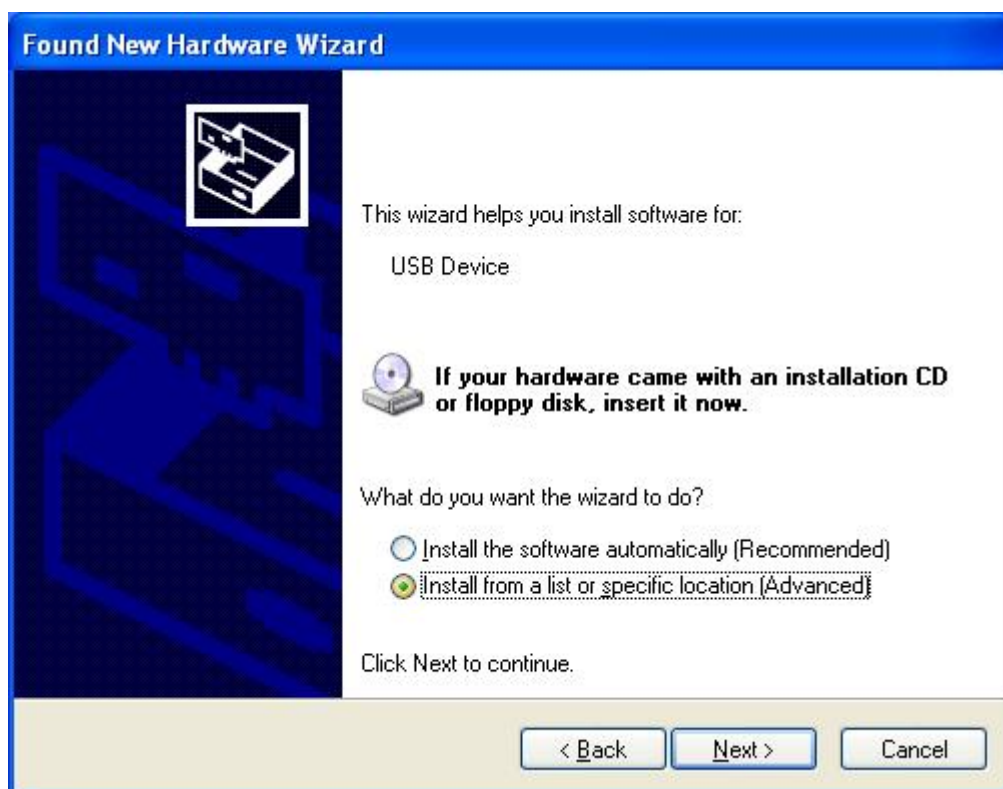 Found New Hardware Wizard
This wizard helps you install software for:
USB Device
If your hardware came with an installation CD
or floppy disk, insert it now.
What do you want the wizard to do?
Install the software automatically (Recommended)
Install from a list or specific location (Advanced)
Click Next to continue.
< Back Next > Cancel